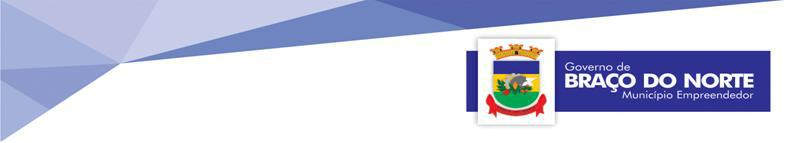 Governo de
BRAÇO DO NORTE
Município Empreendedor